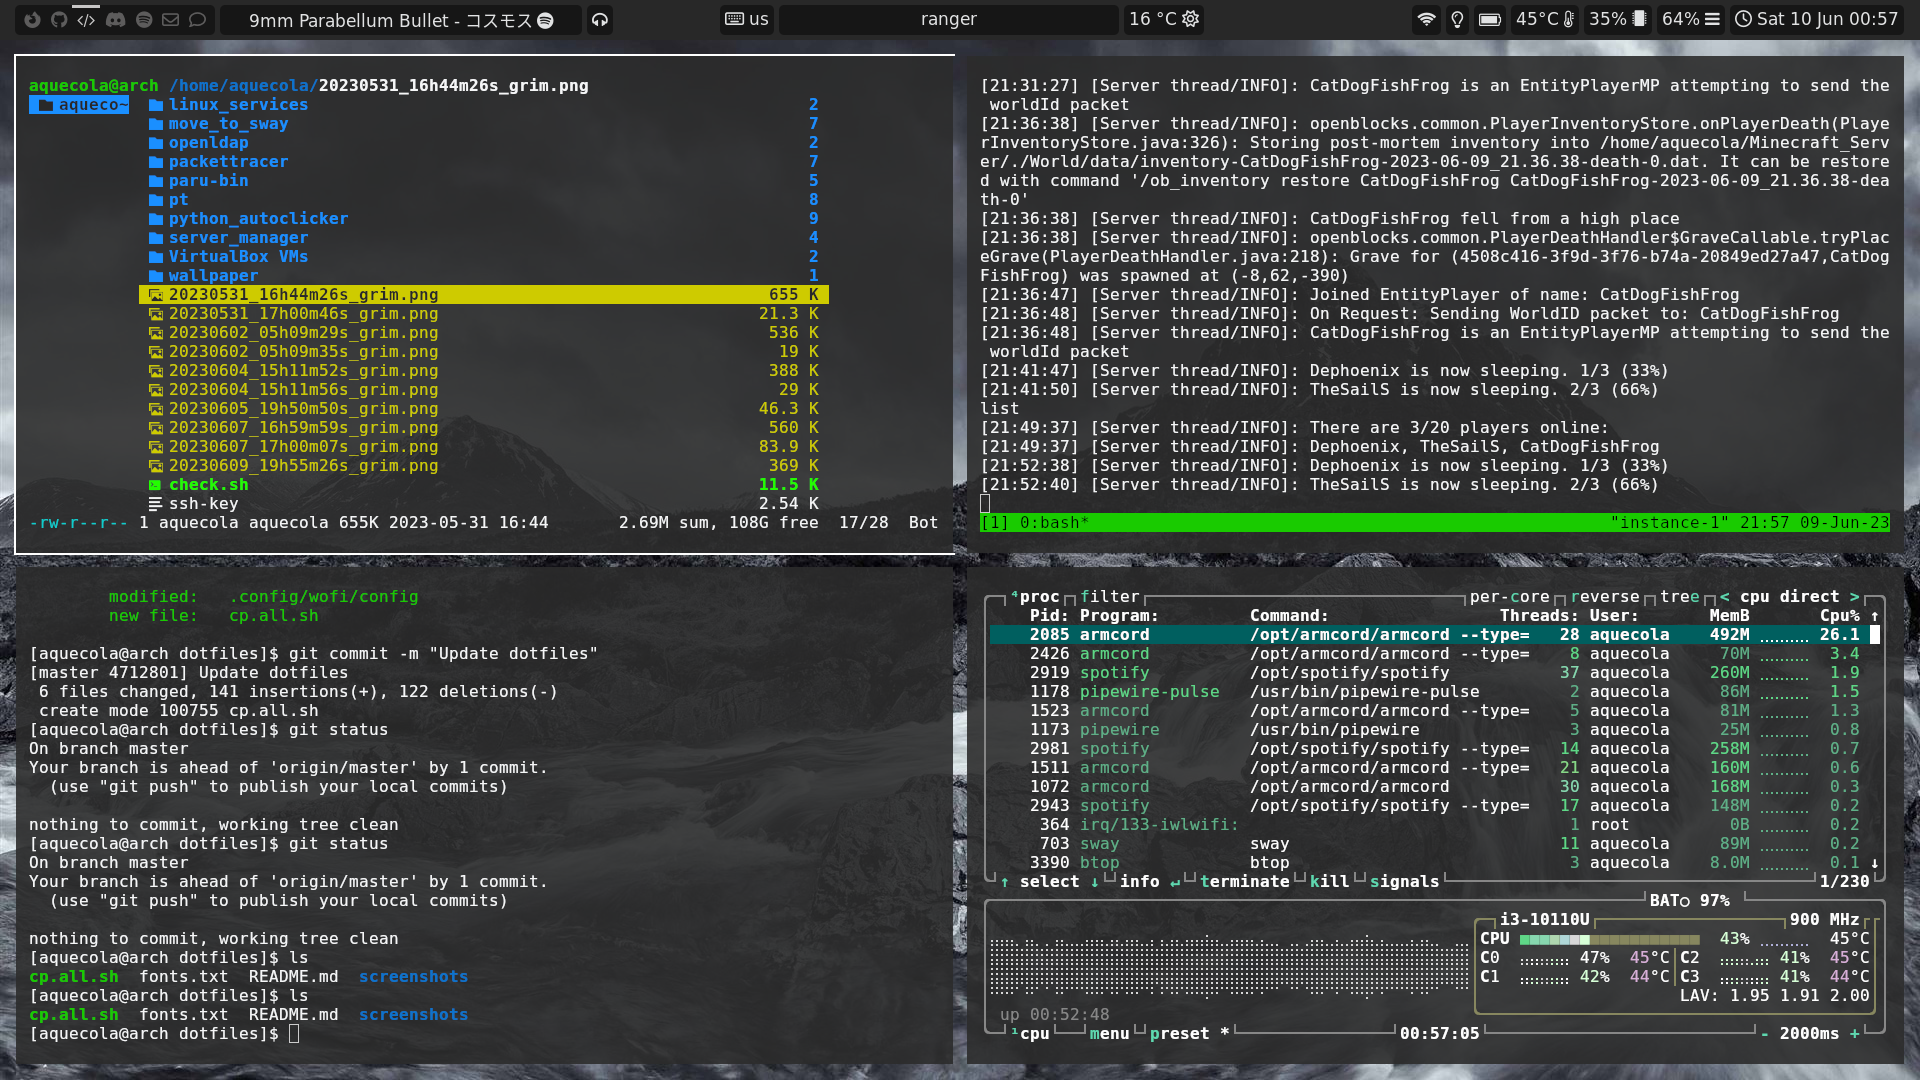 9mm Parabellum Bullet - コスモス
us
ranger
16 °C
45°C
35%
64%
Sat 10 Jun 00:57
aquecola@arch /home/aquecola/20230531_16h44m26s_grim.png
aqueco~
linux_services 2
move_to_sway 7
openldap 2
packettracer 7
paru-bin 5
pt 8
python_autoclicker 9
server_manager 4
VirtualBox VMs 2
wallpaper 1
20230531_16h44m26s_grim.png 655 K
20230531_17h00m46s_grim.png 21.3 K
20230602_05h09m29s_grim.png 536 K
20230602_05h09m35s_grim.png 19 K
20230604_15h11m52s_grim.png 388 K
20230604_15h11m56s_grim.png 29 K
20230605_19h50m50s_grim.png 46.3 K
20230607_16h59m59s_grim.png 560 K
20230607_17h00m07s_grim.png 83.9 K
20230609_19h55m26s_grim.png 369 K
check.sh 11.5 K
ssh-key 2.54 K
-rw-r--r-- 1 aquecola aquecola 655K 2023-05-31 16:44 2.69M sum, 108G free 17/28 Bot
[21:31:27] [Server thread/INFO]: CatDogFishFrog is an EntityPlayerMP attempting to send the
worldId packet
[21:36:38] [Server thread/INFO]: openblocks.common.PlayerInventoryStore.onPlayerDeath(Playe
rInventoryStore.java:326): Storing post-mortem inventory into /home/aquecola/Minecraft_Serv
er/./World/data/inventory-CatDogFishFrog-2023-06-09_21.36.38-death-0.dat. It can be restore
d with command '/ob_inventory restore CatDogFishFrog CatDogFishFrog-2023-06-09_21.36.38-dea
th-0'
[21:36:38] [Server thread/INFO]: CatDogFishFrog fell from a high place
[21:36:38] [Server thread/INFO]: openblocks.common.PlayerDeathHandler$GraveCallable.tryPlac
eGrave(PlayerDeathHandler.java:218): Grave for (4508c416-3f9d-3f76-b74a-20849ed27a47,CatDog
FishFrog) was spawned at (-8,62,-390)
[21:36:47] [Server thread/INFO]: Joined EntityPlayer of name: CatDogFishFrog
[21:36:48] [Server thread/INFO]: On Request: Sending WorldID packet to: CatDogFishFrog
[21:36:48] [Server thread/INFO]: CatDogFishFrog is an EntityPlayerMP attempting to send the
worldId packet
[21:41:47] [Server thread/INFO]: Dephoenix is now sleeping. 1/3 (33%)
[21:41:50] [Server thread/INFO]: TheSailS is now sleeping. 2/3 (66%)
list
[21:49:37] [Server thread/INFO]: There are 3/20 players online:
[21:49:37] [Server thread/INFO]: Dephoenix, TheSailS, CatDogFishFrog
[21:52:38] [Server thread/INFO]: Dephoenix is now sleeping. 1/3 (33%)
[21:52:40] [Server thread/INFO]: TheSailS is now sleeping. 2/3 (66%)
[1] 0:bash* "instance-1" 21:57 09-Jun-23
modified: .config/wofi/config
new file: cp.all.sh
[aquecola@arch dotfiles]$ git commit -m "Update dotfiles"
[master 4712801] Update dotfiles
6 files changed, 141 insertions(+), 122 deletions(-)
create mode 100755 cp.all.sh
[aquecola@arch dotfiles]$ git status
On branch master
Your branch is ahead of 'origin/master' by 1 commit.
(use "git push" to publish your local commits)
nothing to commit, working tree clean
[aquecola@arch dotfiles]$ git status
On branch master
Your branch is ahead of 'origin/master' by 1 commit.
(use "git push" to publish your local commits)
nothing to commit, working tree clean
[aquecola@arch dotfiles]$ ls
cp.all.sh fonts.txt README.md screenshots
[aquecola@arch dotfiles]$ ls
cp.all.sh fonts.txt README.md screenshots
[aquecola@arch dotfiles]$
⁴proc filter per-core reverse tree < cpu direct >
Pid: Program: Command: Threads: User: MemB Cpu% ↑
2085 armcord /opt/armcord/armcord --type= 28 aquecola 492M 26.1
2426 armcord /opt/armcord/armcord --type= 8 aquecola 70M 3.4
2919 spotify /opt/spotify/spotify 37 aquecola 260M 1.9
1178 pipewire-pulse /usr/bin/pipewire-pulse 2 aquecola 86M 1.5
1523 armcord /opt/armcord/armcord --type= 5 aquecola 81M 1.3
1173 pipewire /usr/bin/pipewire 3 aquecola 25M 0.8
2981 spotify /opt/spotify/spotify --type= 14 aquecola 258M 0.7
1511 armcord /opt/armcord/armcord --type= 21 aquecola 160M 0.6
1072 armcord /opt/armcord/armcord 30 aquecola 168M 0.3
2943 spotify /opt/spotify/spotify --type= 17 aquecola 148M 0.2
364 irq/133-iwlwifi: 1 root 0B 0.2
703 sway sway 11 aquecola 89M 0.2
3390 btop btop 3 aquecola 8.0M 0.1 ↓
↑ select ↓ info ↵ terminate kill signals 1/230
BAT○ 97%
i3-10110U 900 MHz
CPU 43% 45°C
C0 47% 45°C C2 41% 45°C
C1 42% 44°C C3 41% 44°C
LAV: 1.95 1.91 2.00
up 00:52:48
¹cpu menu preset * 00:57:05 - 2000ms +